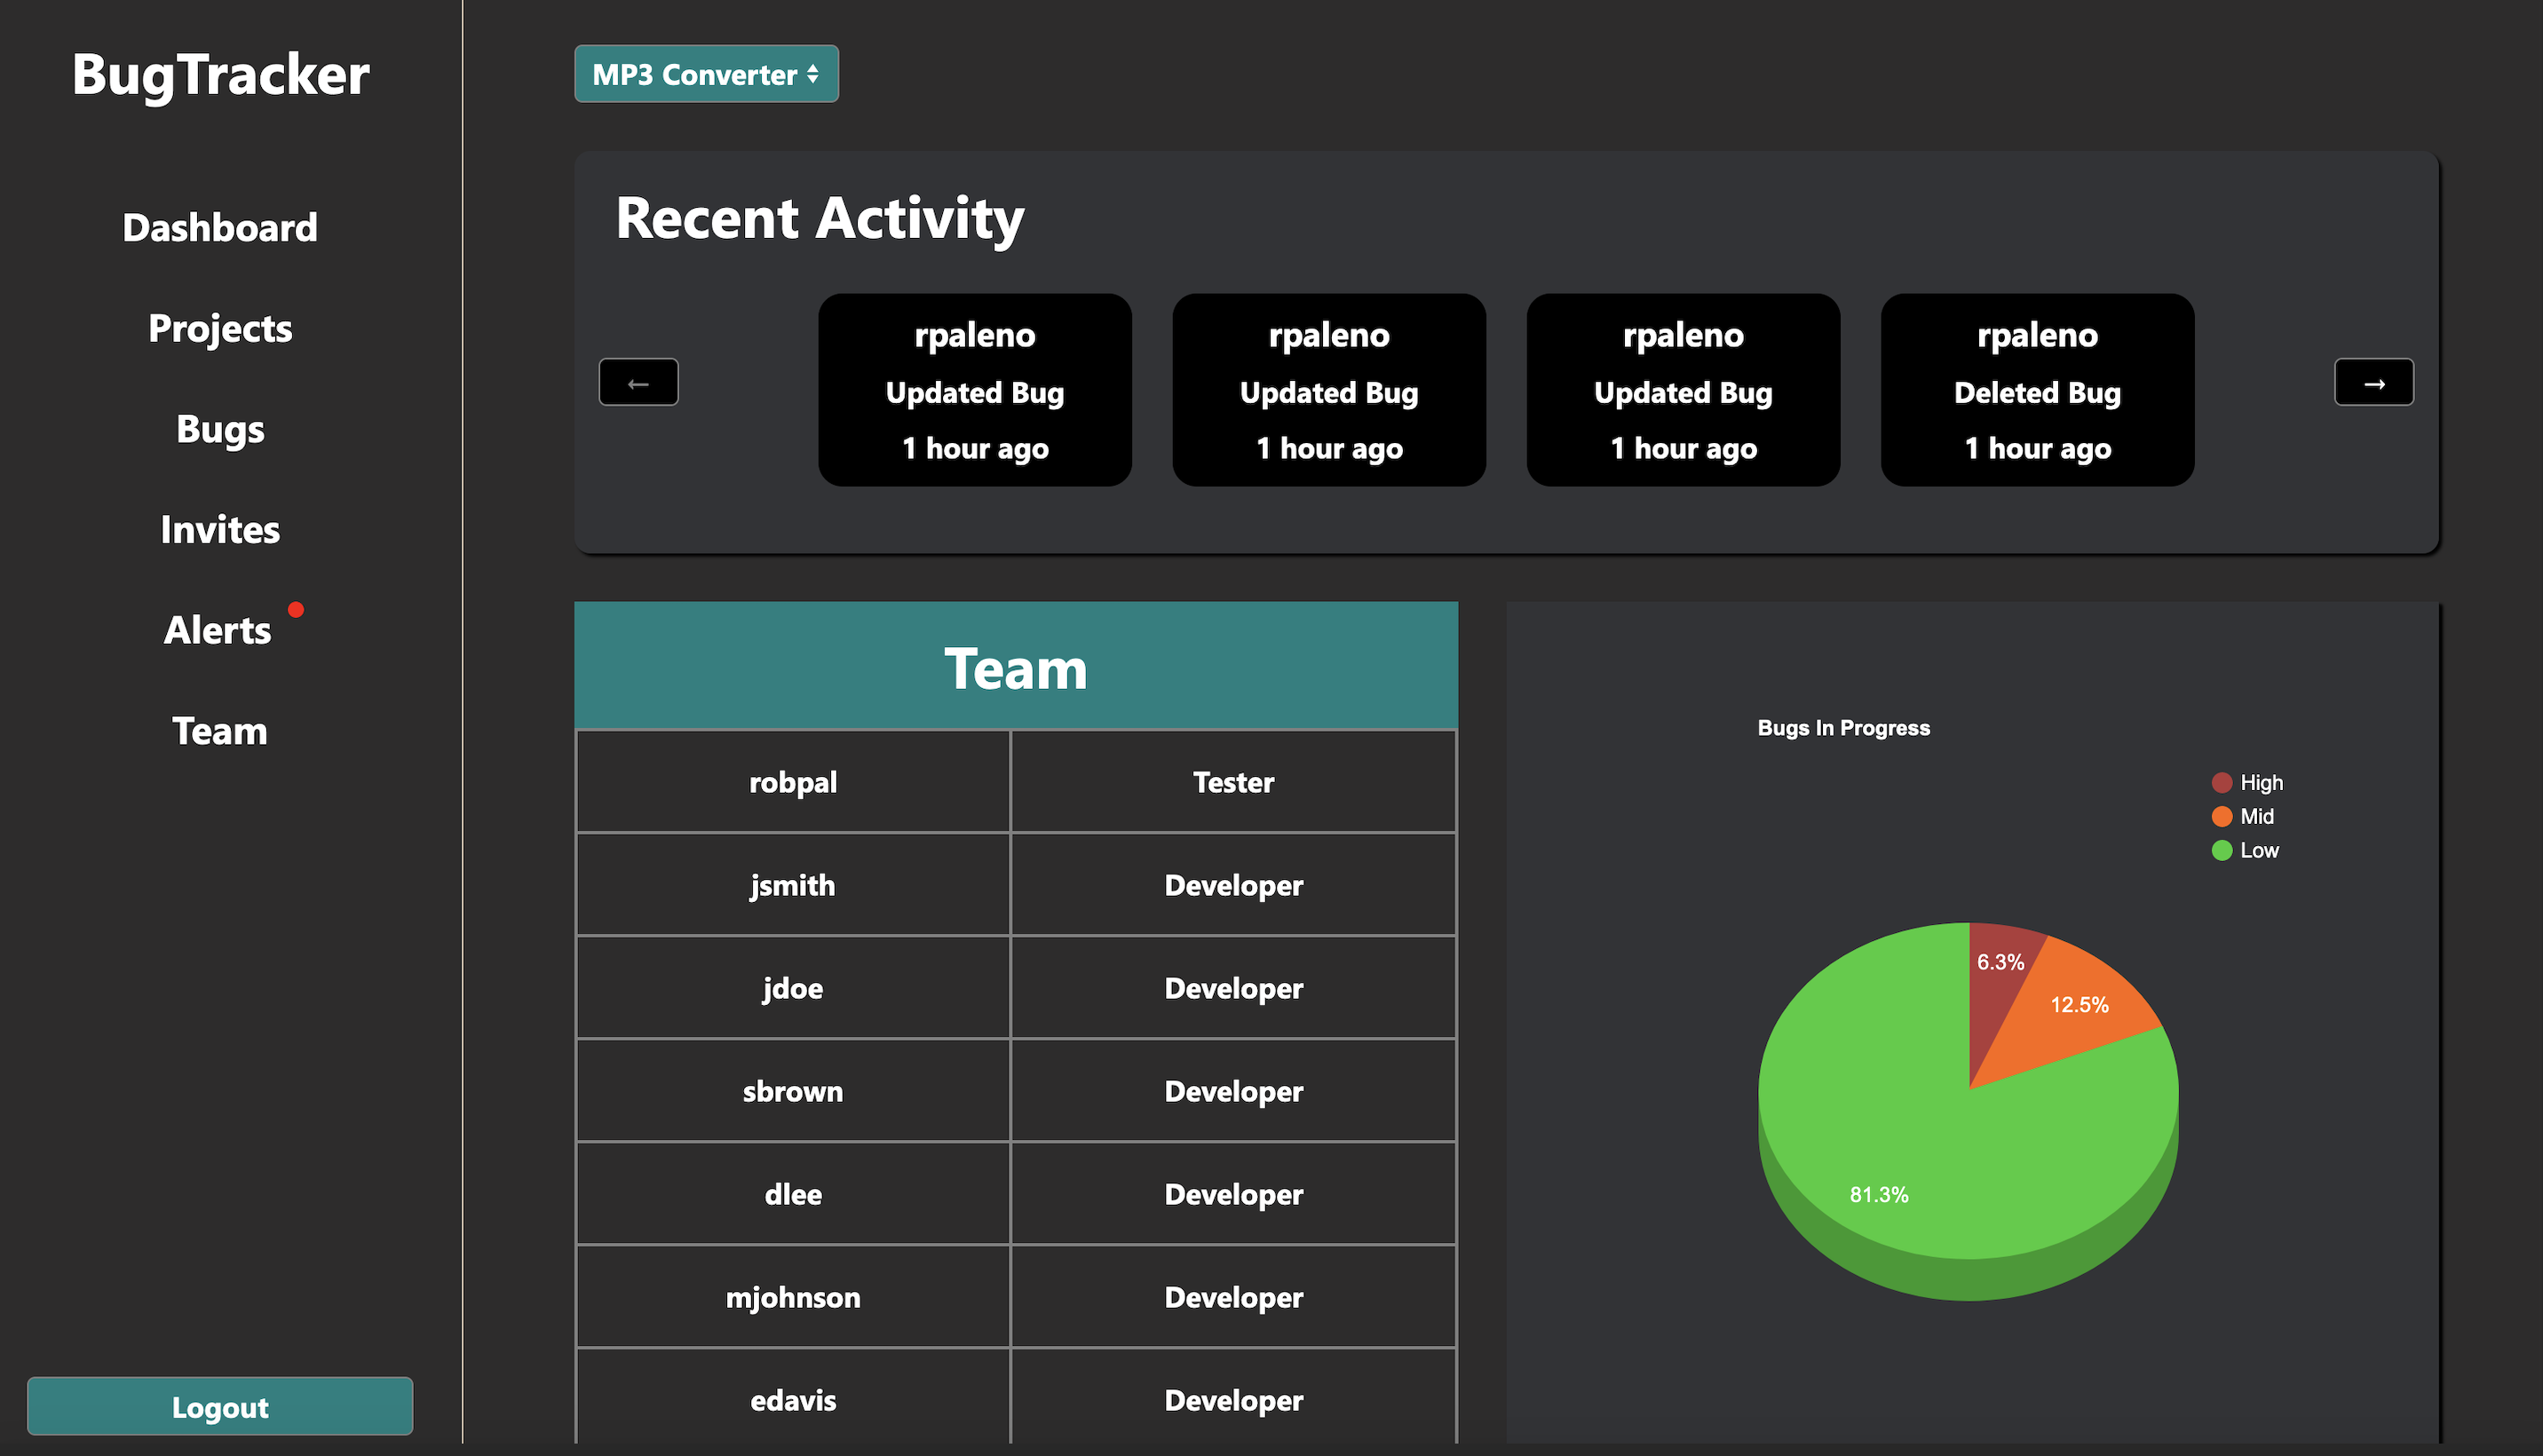 BugTracker
Dashboard
Projects
Bugs
Invites
Alerts
Team
Logout
MP3 Converter
Recent Activity
←
rpaleno
Updated Bug
1 hour ago
rpaleno
Updated Bug
1 hour ago
rpaleno
Updated Bug
1 hour ago
rpaleno
Deleted Bug
1 hour ago
→
Team
robpal Tester
jsmith Developer
jdoe Developer
sbrown Developer
dlee Developer
mjohnson Developer
edavis Developer
Bugs In Progress
High
Mid
Low
6.3%
12.5%
81.3%